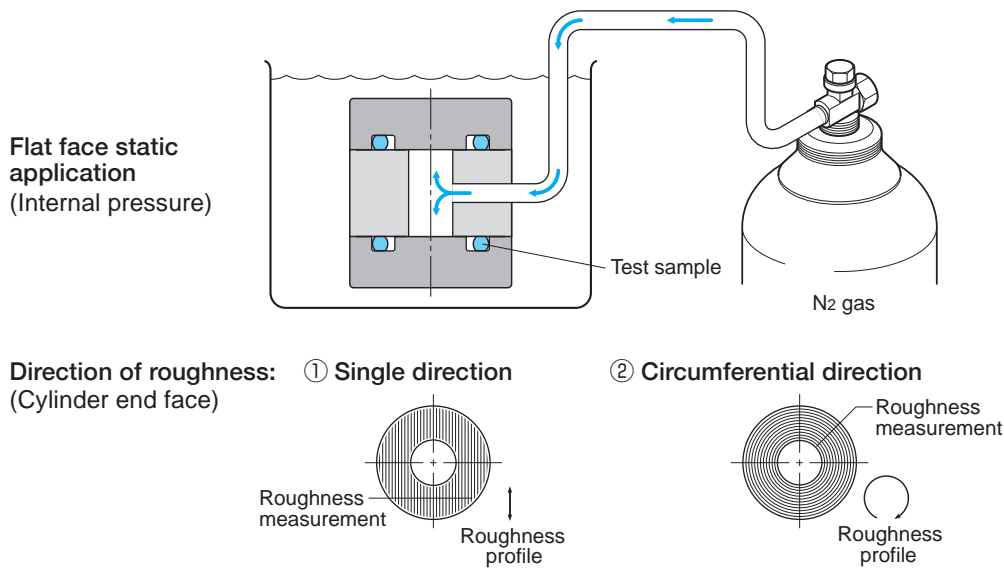 Flat face static
application
(Internal pressure)
Test sample
N2 gas
Direction of roughness:
(Cylinder end face)
① Single direction
② Circumferential direction
Roughness
measurement
Roughness
profile
Roughness
measurement
Roughness
profile